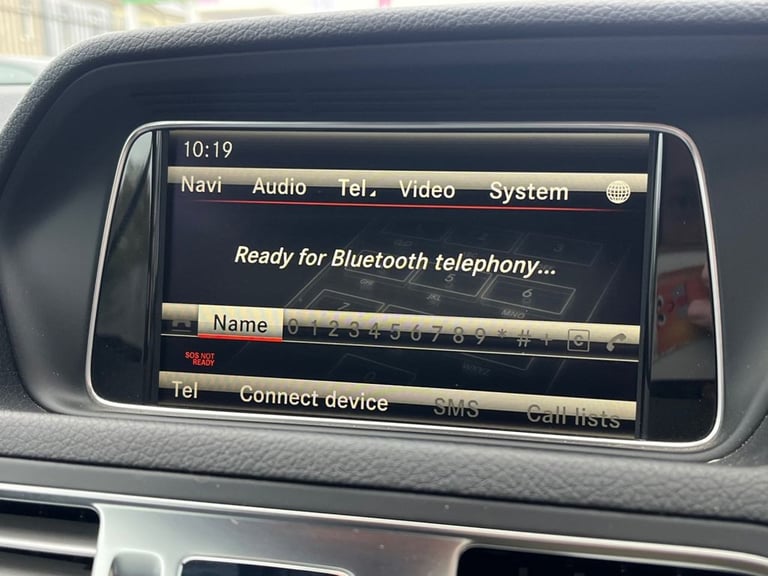 10:19
Navi Audio Tel Video System
Ready for Bluetooth telephony...
Name 0 1 2 3 4 5 6 7 8 9 * # + C
SOS NOT
READY
Tel Connect device SMS Call lists